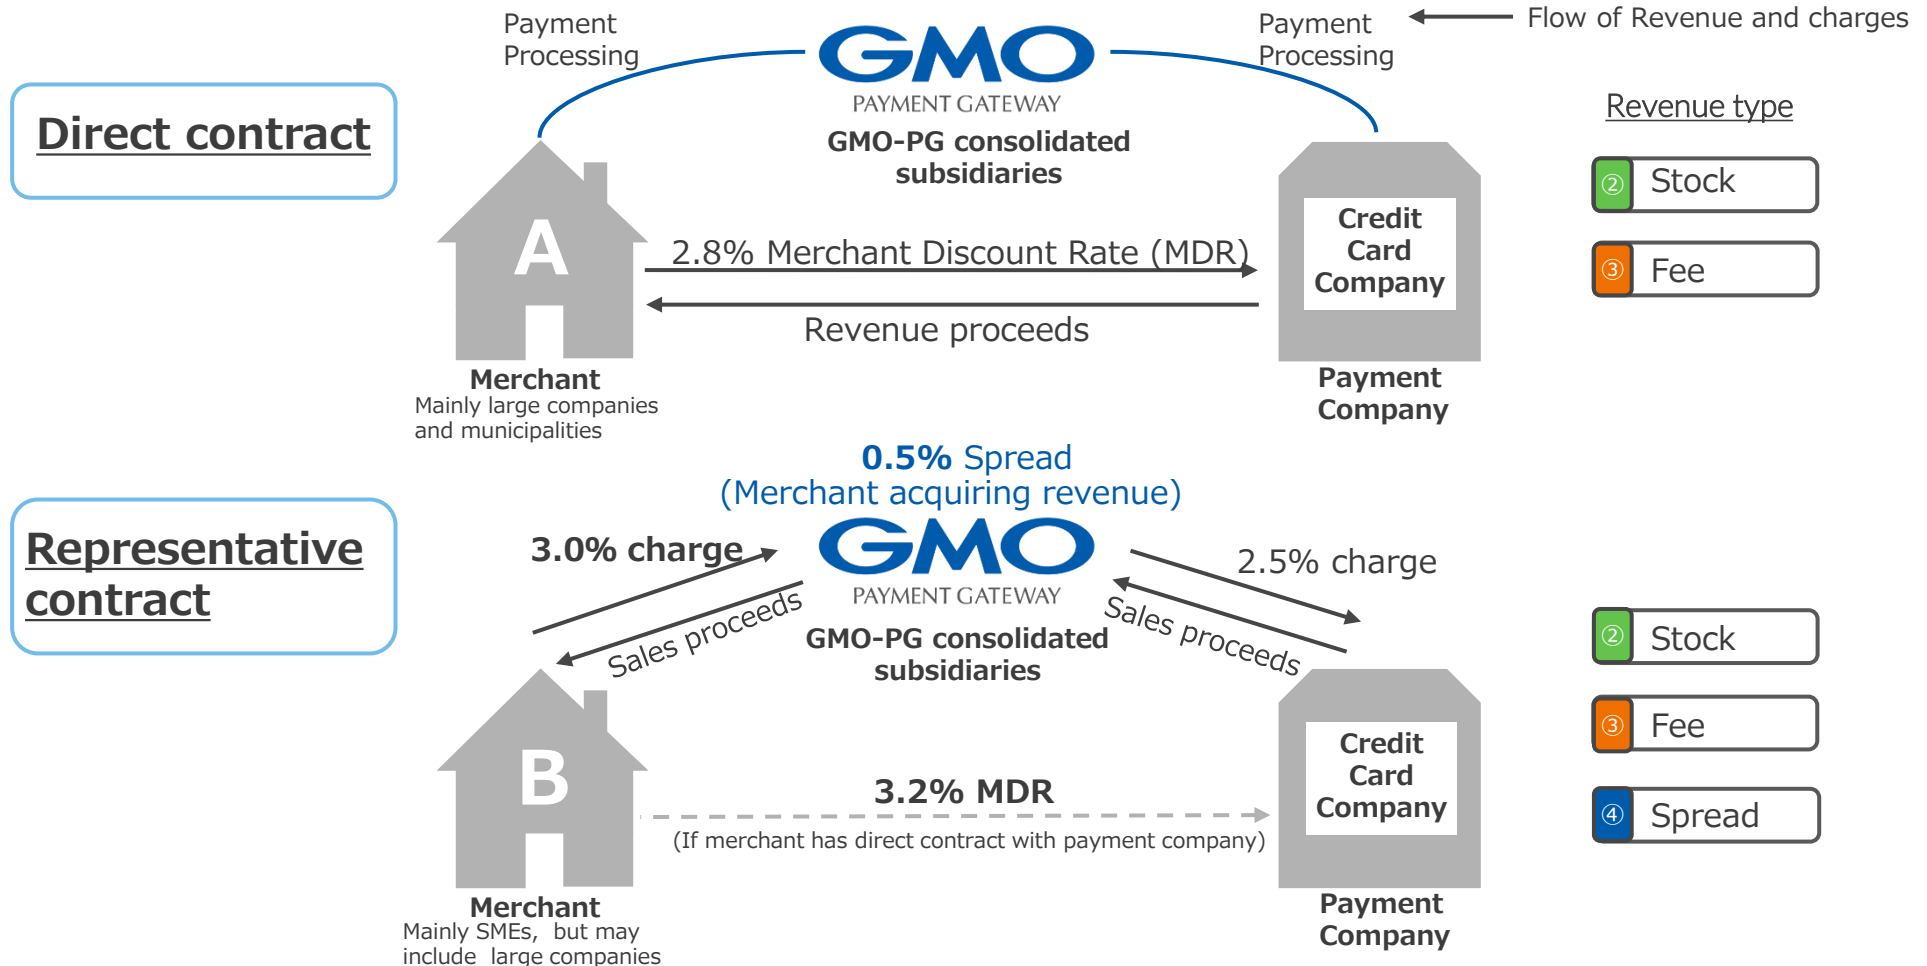 Flow of Revenue and charges
Payment
Processing
GMO
PAYMENT GATEWAY
GMO-PG consolidated
subsidiaries
Payment
Processing
Revenue type
Direct contract
② Stock
③ Fee
A
2.8% Merchant Discount Rate (MDR)
Revenue proceeds
Credit
Card
Company
Merchant
Mainly large companies
and municipalities
Payment
Company
0.5% Spread
(Merchant acquiring revenue)
Representative
contract
3.0% charge
Sales proceeds
GMO
PAYMENT GATEWAY
GMO-PG consolidated
subsidiaries
2.5% charge
Sales proceeds
② Stock
③ Fee
④ Spread
B
3.2% MDR
(If merchant has direct contract with payment company)
Credit
Card
Company
Merchant
Mainly SMEs, but may
include large companies
Payment
Company